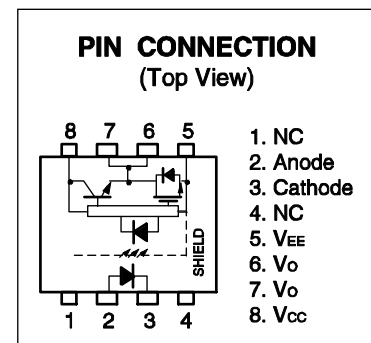 PIN CONNECTION
(Top View)
8 7 6 5
SHIELD
1 2 3 4
1. NC
2. Anode
3. Cathode
4. NC
5. VEE
6. Vo
7. Vo
8. Vcc